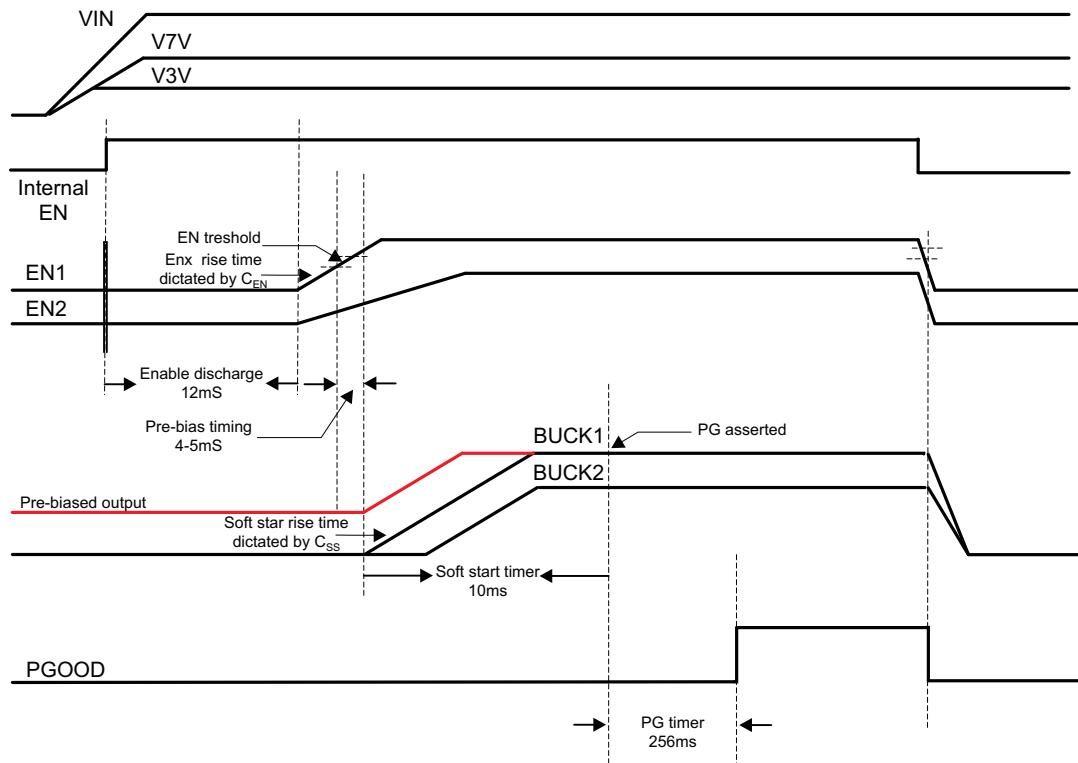 VIN
V7V
V3V
Internal
EN
EN treshold
Enx rise time
dictated by CEN
EN1
EN2
Enable discharge
12mS
Pre-bias timing
4-5mS
BUCK1
PG asserted
BUCK2
Pre-biased output
Soft star rise time
dictated by CSS
Soft start timer
10ms
PGOOD
PG timer
256ms